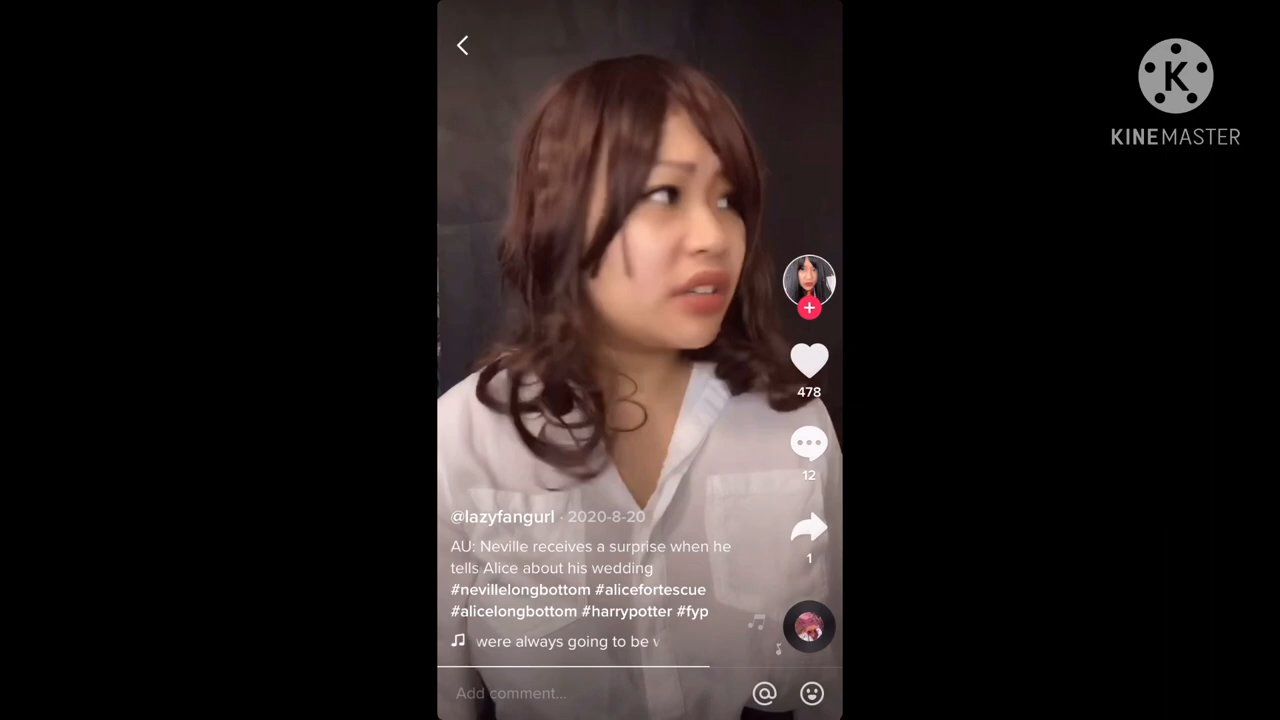 KINEMASTER
478
12
1
@lazyfangurl · 2020-8-20
AU: Neville receives a surprise when he
tells Alice about his wedding
#nevillelongbottom #alicefortescue
#alicelongbottom #harrypotter #fyp
were always going to be
Add comment...